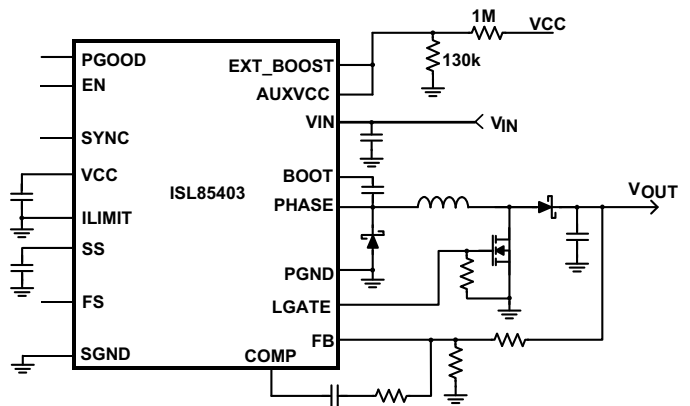 1M
VCC
130k
PGOOD
EN
SYNC
VCC
ILIMIT
SS
FS
SGND
ISL85403
EXT_BOOST
AUXVCC
VIN
BOOT
PHASE
PGND
LGATE
FB
COMP
VIN
VOUT